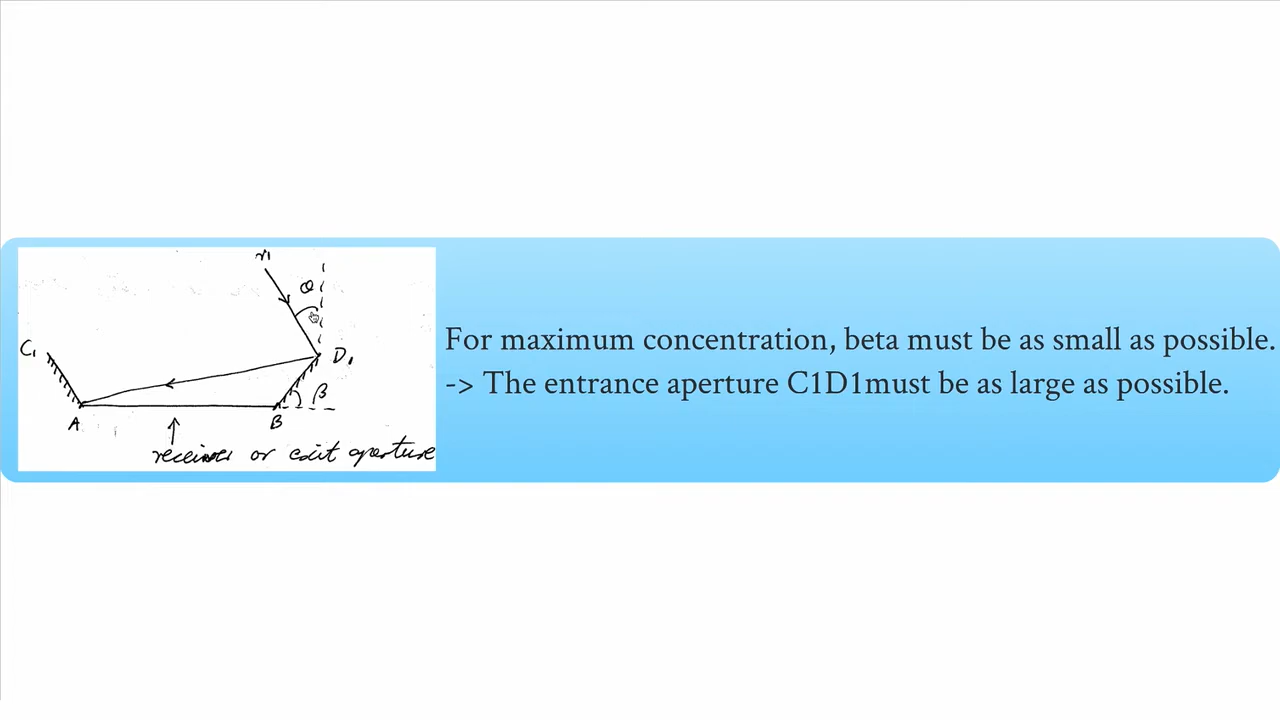 r1
θ
C1
D1
β
A
B
receiver or exit aperture
For maximum concentration, beta must be as small as possible.
-> The entrance aperture C1D1must be as large as possible.